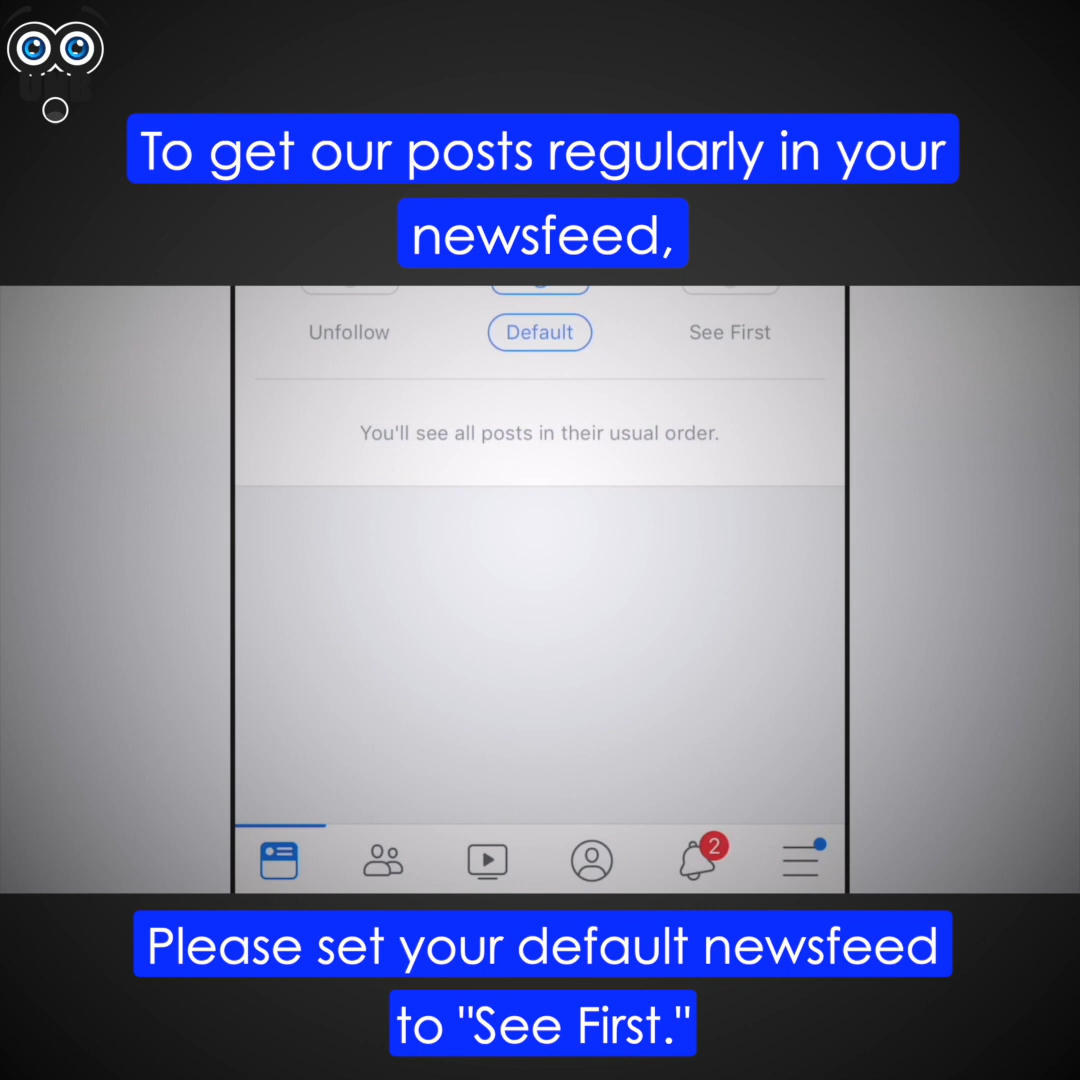 To get our posts regularly in your
newsfeed,
Unfollow Default See First
You'll see all posts in their usual order.
2
Please set your default newsfeed
to "See First."